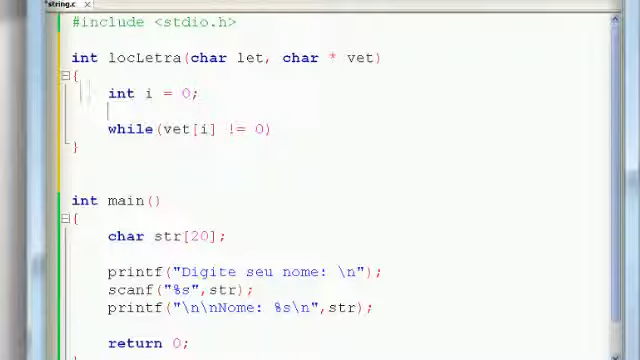 *string.c
#include <stdio.h>
int locLetra(char let, char * vet)
{
int i = 0;
while(vet[i] != 0)
}
int main()
{
char str[20];
printf("Digite seu nome: \n");
scanf("%s",str);
printf("\n\nNome: %s\n",str);
return 0;